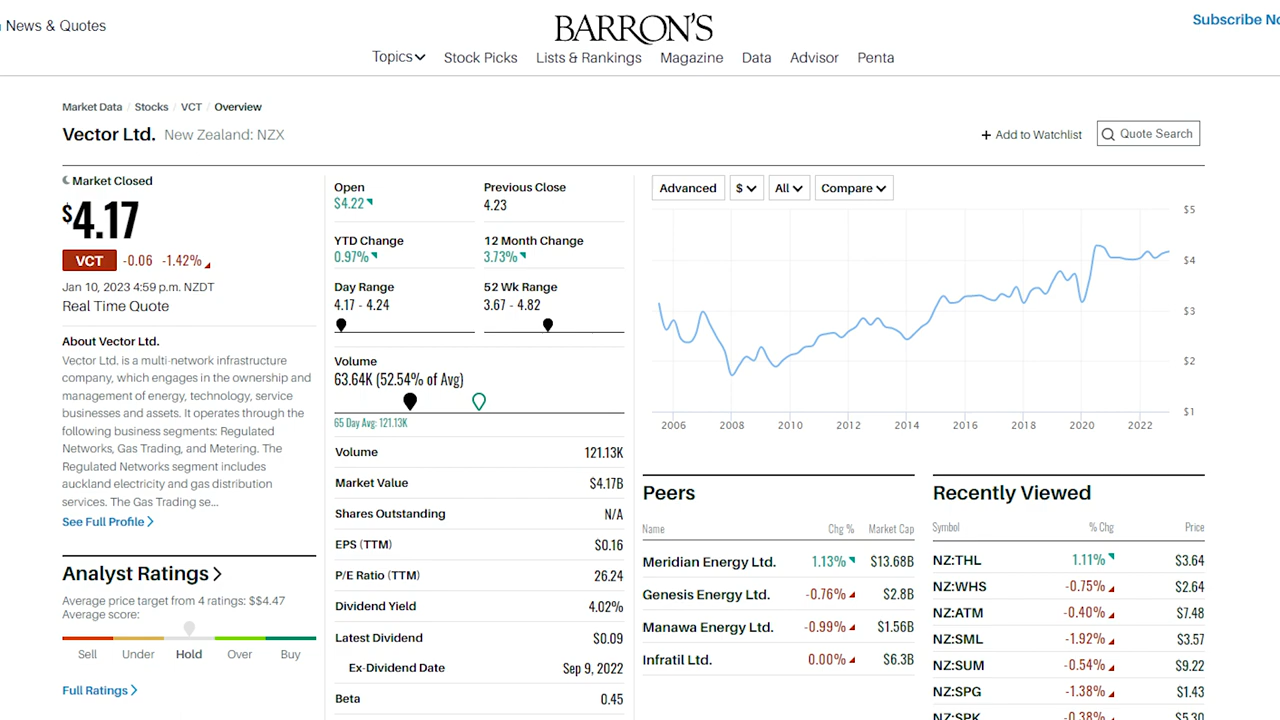 News & Quotes
BARRON'S
Subscribe No
Topics
Stock Picks
Lists & Rankings
Magazine
Data
Advisor
Penta
Market Data / Stocks / VCT / Overview
Vector Ltd. New Zealand: NZX
+ Add to Watchlist
Quote Search
Market Closed
$4.17
VCT -0.06 -1.42%
Jan 10, 2023 4:59 p.m. NZDT
Real Time Quote
About Vector Ltd.
Vector Ltd. is a multi-network infrastructure
company, which engages in the ownership and
management of energy, technology, service
businesses and assets. It operates through the
following business segments: Regulated
Networks, Gas Trading, and Metering. The
Regulated Networks segment includes
auckland electricity and gas distribution
services. The Gas Trading se...
See Full Profile
Analyst Ratings
Average price target from 4 ratings: $$4.47
Average score:
Sell Under Hold Over Buy
Full Ratings
Open
$4.22
Previous Close
4.23
YTD Change
0.97%
12 Month Change
3.73%
Day Range
4.17 - 4.24
52 Wk Range
3.67 - 4.82
Volume
63.64K (52.54% of Avg)
65 Day Avg: 121.13K
Volume 121.13K
Market Value $4.17B
Shares Outstanding N/A
EPS (TTM) $0.16
P/E Ratio (TTM) 26.24
Dividend Yield 4.02%
Latest Dividend $0.09
Ex-Dividend Date Sep 9, 2022
Beta 0.45
Advanced
$
All
Compare
$5
$4
$3
$2
$1
2006 2008 2010 2012 2014 2016 2018 2020 2022
Peers
Name Chg % Market Cap
Meridian Energy Ltd. 1.13% $13.68B
Genesis Energy Ltd. -0.76% $2.8B
Manawa Energy Ltd. -0.99% $1.56B
Infratil Ltd. 0.00% $6.3B
Recently Viewed
Symbol % Chg Price
NZ:THL 1.11% $3.64
NZ:WHS -0.75% $2.64
NZ:ATM -0.40% $7.48
NZ:SML -1.92% $3.57
NZ:SUM -0.54% $9.22
NZ:SPG -1.38% $1.43
NZ:SPK -0.38% $5.30